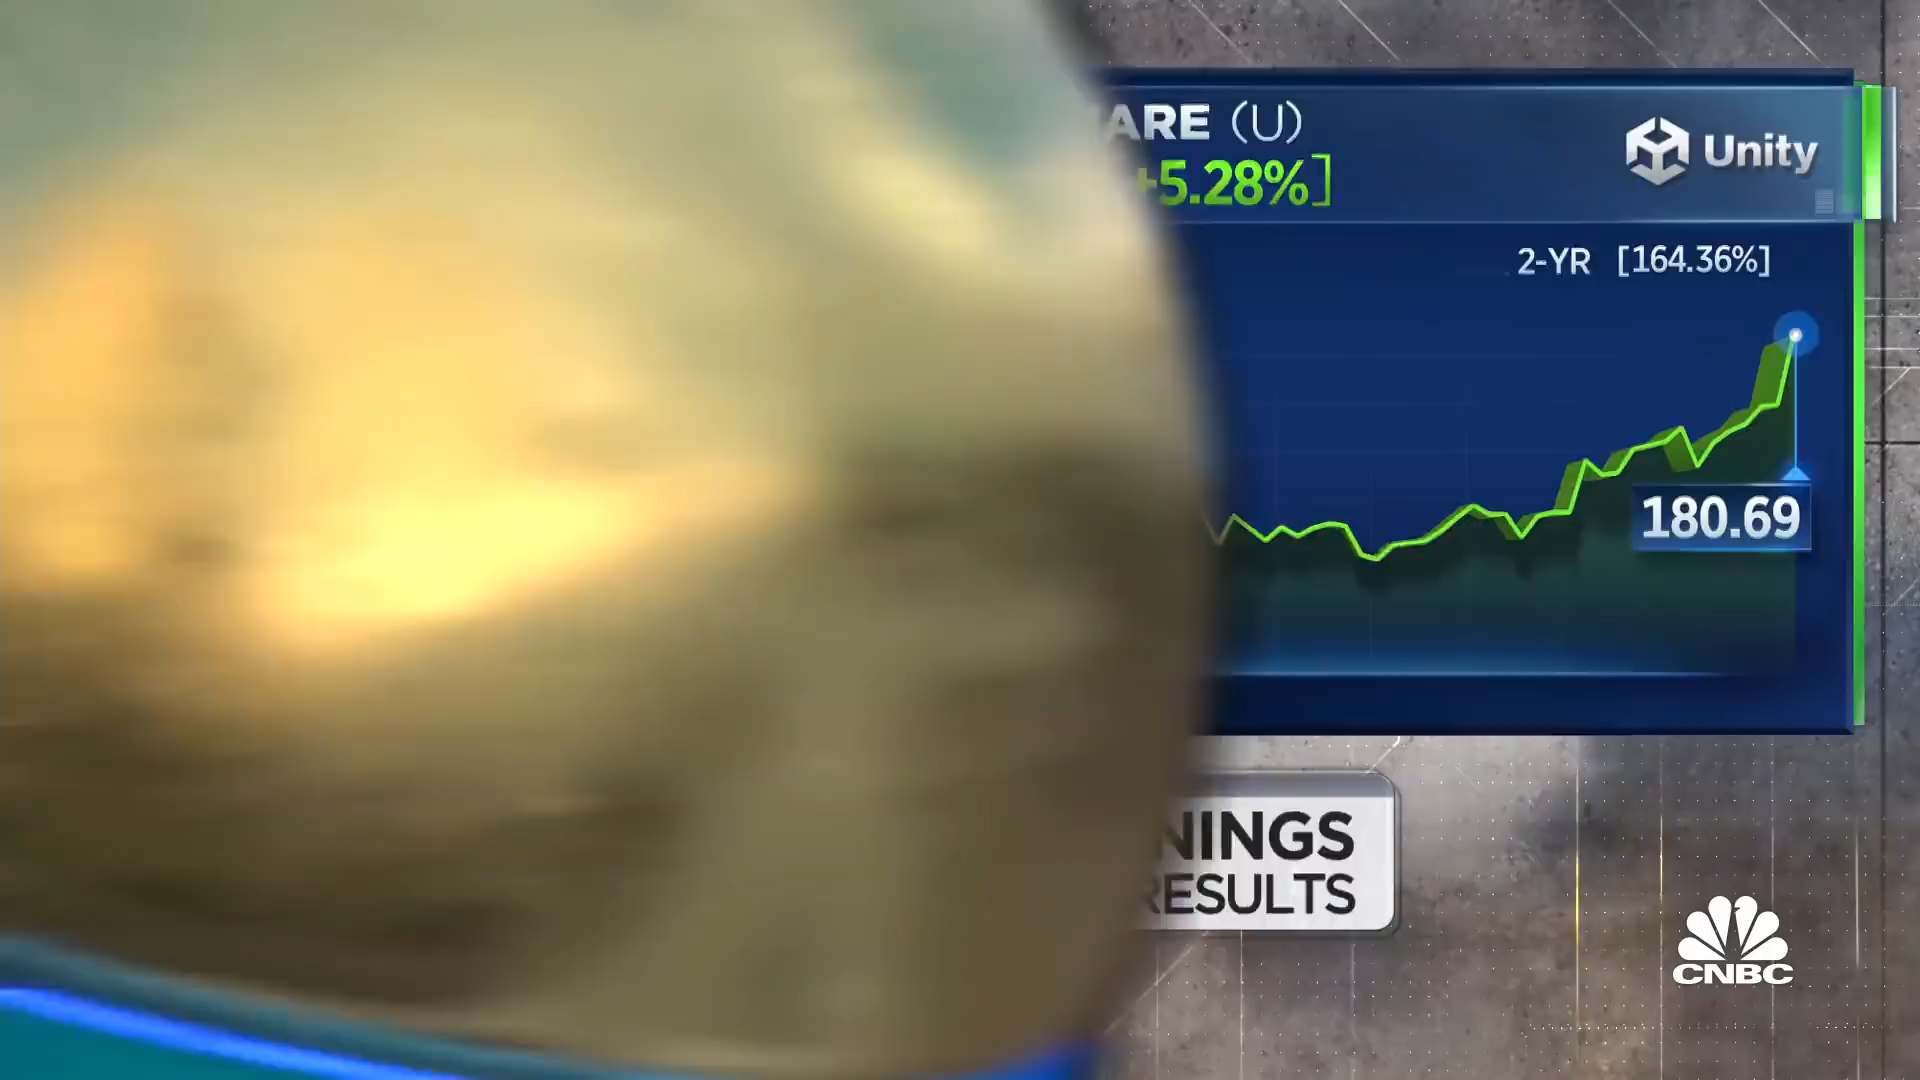 ARE (U)
+5.28%]
Unity
2-YR [164.36%]
180.69
NINGS
RESULTS
CNBC